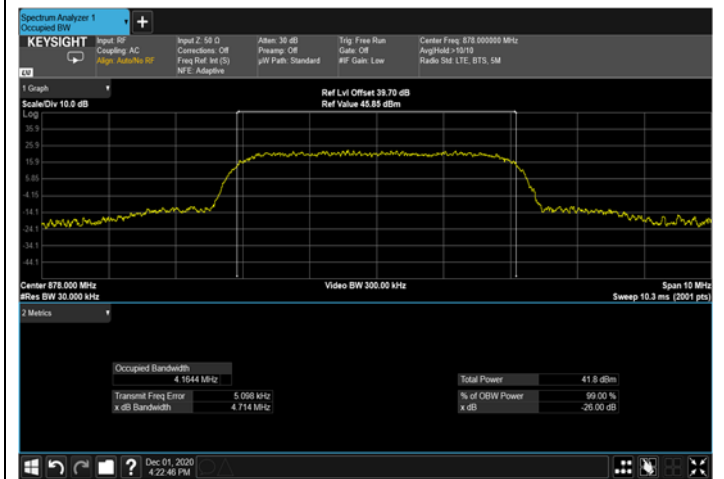 Spectrum Analyzer 1
Occupied BW
+
KEYSIGHT
Input: RF
Coupling: AC
Align: Auto/No RF
Input Z: 50 Ω
Corrections: Off
Freq Ref: Int (S)
NFE: Adaptive
Atten: 30 dB
Preamp: Off
µW Path: Standard
Trig: Free Run
Gate: Off
#IF Gain: Low
Center Freq: 878.000000 MHz
Avg|Hold:>10/10
Radio Std: LTE, BTS, 5M
LXI
1 Graph
Scale/Div 10.0 dB
Ref Lvl Offset 39.70 dB
Ref Value 45.85 dBm
Log
35.9
25.9
15.9
5.85
-4.15
-14.1
-24.1
-34.1
-44.1
Center 878.000 MHz
#Res BW 30.000 kHz
Video BW 300.00 kHz
Span 10 MHz
Sweep 10.3 ms (2001 pts)
2 Metrics
Occupied Bandwidth
4.1644 MHz
Transmit Freq Error 5.098 kHz
x dB Bandwidth 4.714 MHz
Total Power 41.8 dBm
% of OBW Power 99.00 %
x dB -26.00 dB
?
Dec 01, 2020
4:22:46 PM